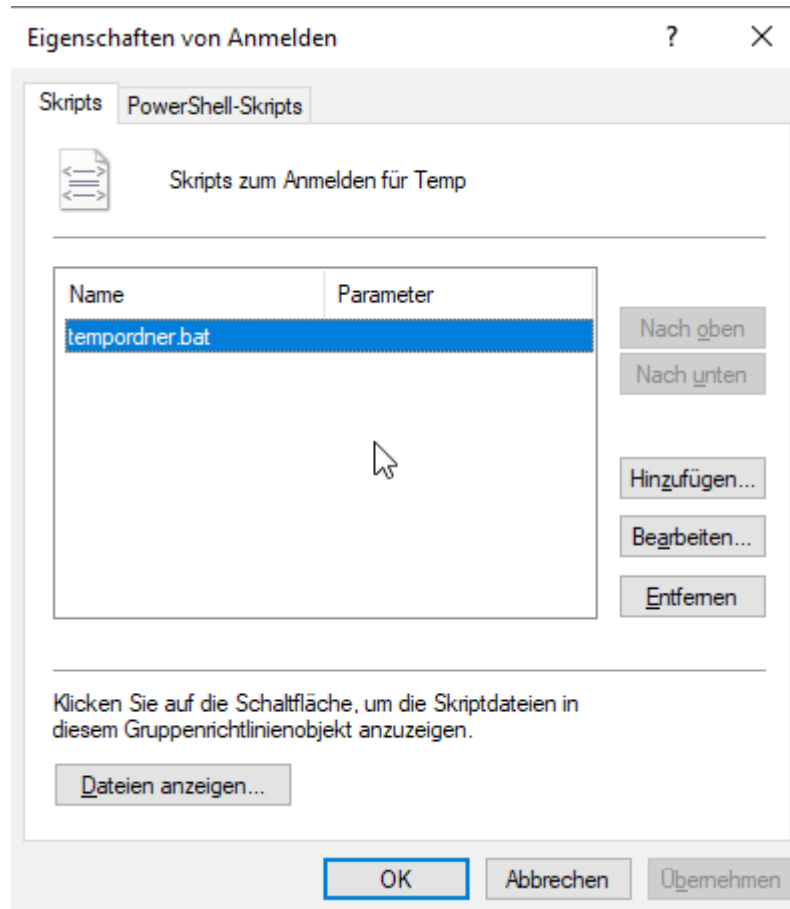 Eigenschaften von Anmelden
Skripts
PowerShell-Skripts
Skripts zum Anmelden für Temp
Name
Parameter
tempordner.bat
Nach oben
Nach unten
Hinzufügen...
Bearbeiten...
Entfernen
Klicken Sie auf die Schaltfläche, um die Skriptdateien in
diesem Gruppenrichtlinienobjekt anzuzeigen.
Dateien anzeigen...
OK
Abbrechen
Übernehmen